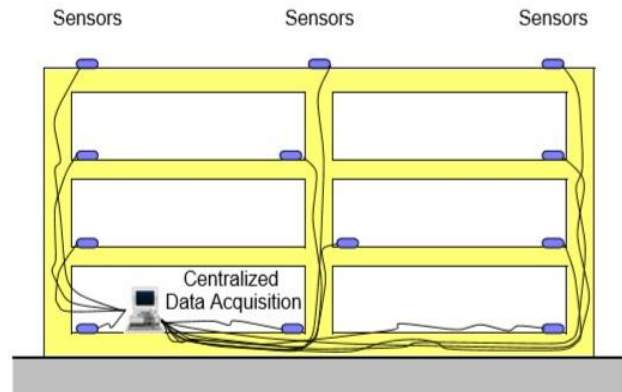 Sensors
Sensors
Sensors
Centralized
Data Acquisition